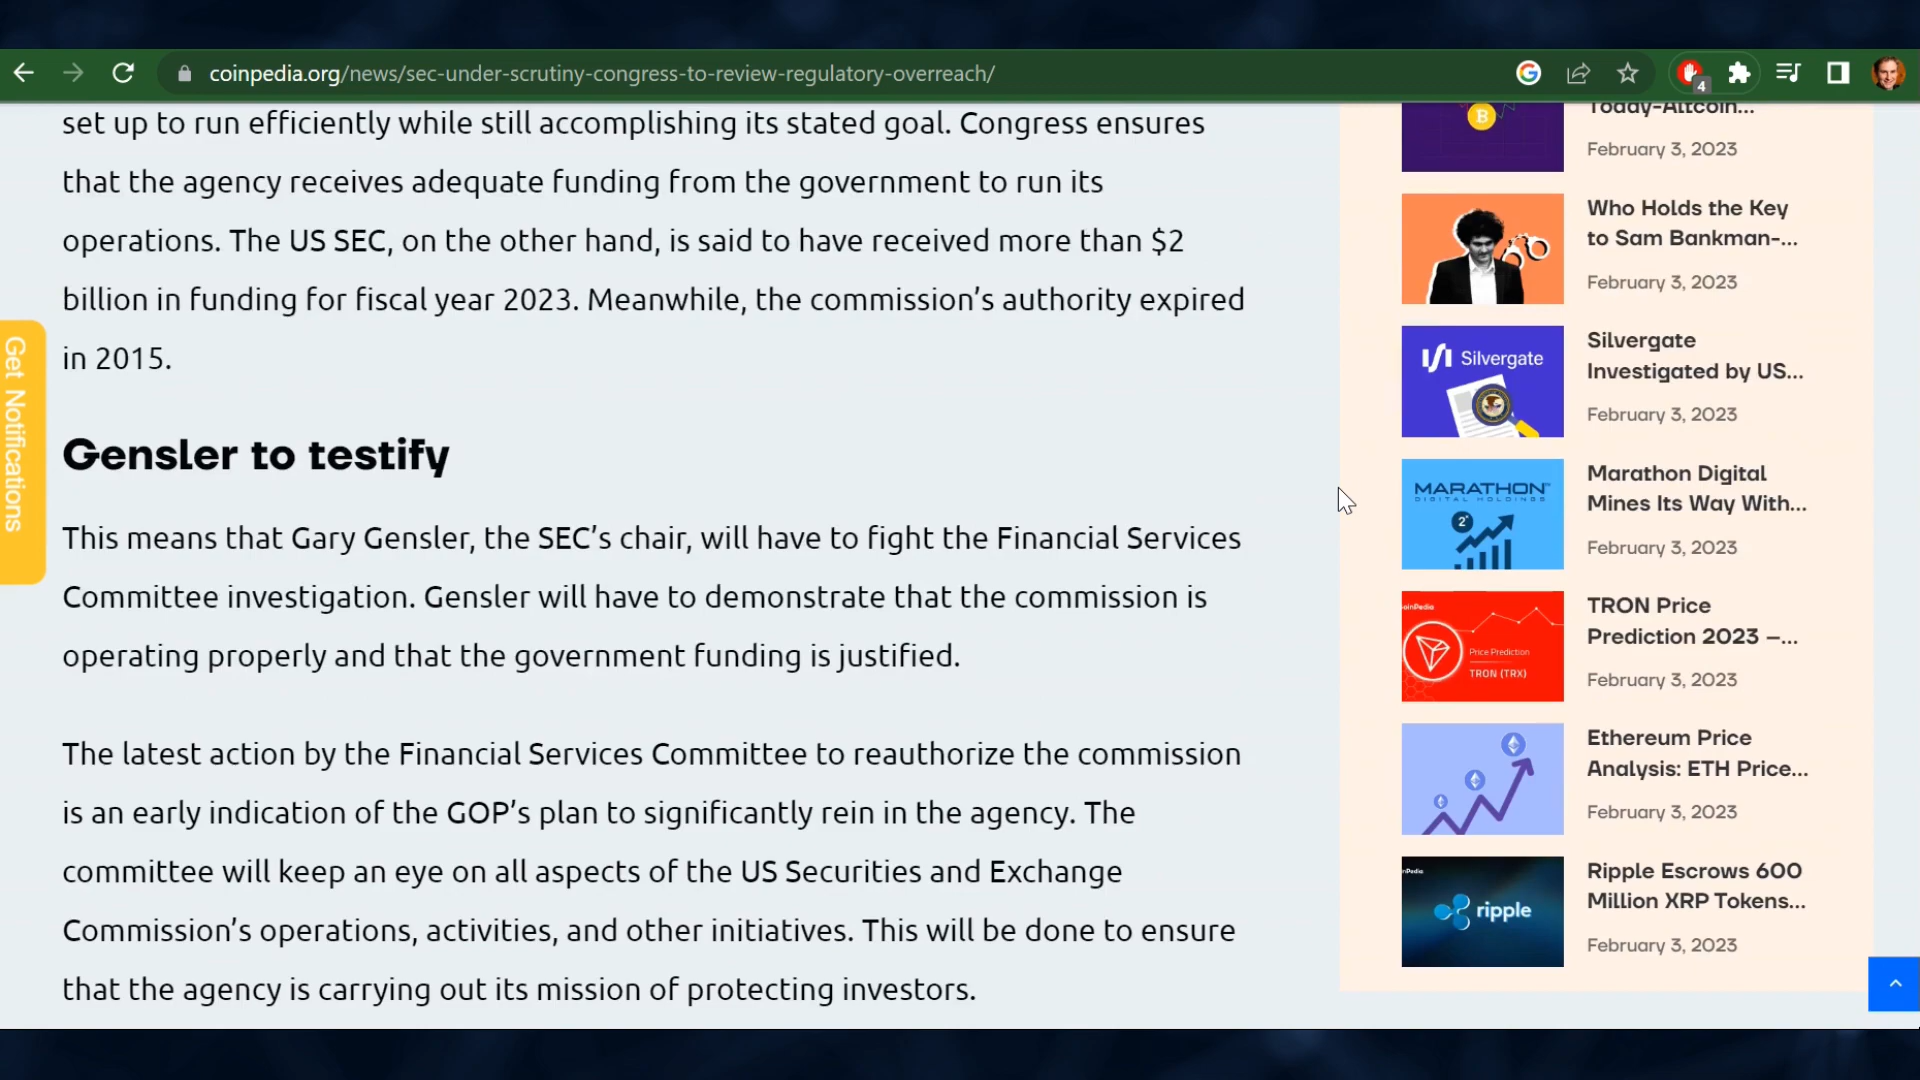 coinpedia.org/news/sec-under-scrutiny-congress-to-review-regulatory-overreach/
4
set up to run efficiently while still accomplishing its stated goal. Congress ensures
that the agency receives adequate funding from the government to run its
operations. The US SEC, on the other hand, is said to have received more than $2
billion in funding for fiscal year 2023. Meanwhile, the commission’s authority expired
in 2015.
Gensler to testify
This means that Gary Gensler, the SEC’s chair, will have to fight the Financial Services
Committee investigation. Gensler will have to demonstrate that the commission is
operating properly and that the government funding is justified.
The latest action by the Financial Services Committee to reauthorize the commission
is an early indication of the GOP’s plan to significantly rein in the agency. The
committee will keep an eye on all aspects of the US Securities and Exchange
Commission’s operations, activities, and other initiatives. This will be done to ensure
that the agency is carrying out its mission of protecting investors.
Get Notifications
Today-Altcoin...
February 3, 2023
Who Holds the Key
to Sam Bankman-...
February 3, 2023
Silvergate
Silvergate
Investigated by US...
February 3, 2023
MARATHON
DIGITAL HOLDINGS
Marathon Digital
Mines Its Way With...
February 3, 2023
CoinPedia
Price Prediction
TRON (TRX)
TRON Price
Prediction 2023 –...
February 3, 2023
Ethereum Price
Analysis: ETH Price...
February 3, 2023
ripple
Ripple Escrows 600
Million XRP Tokens...
February 3, 2023